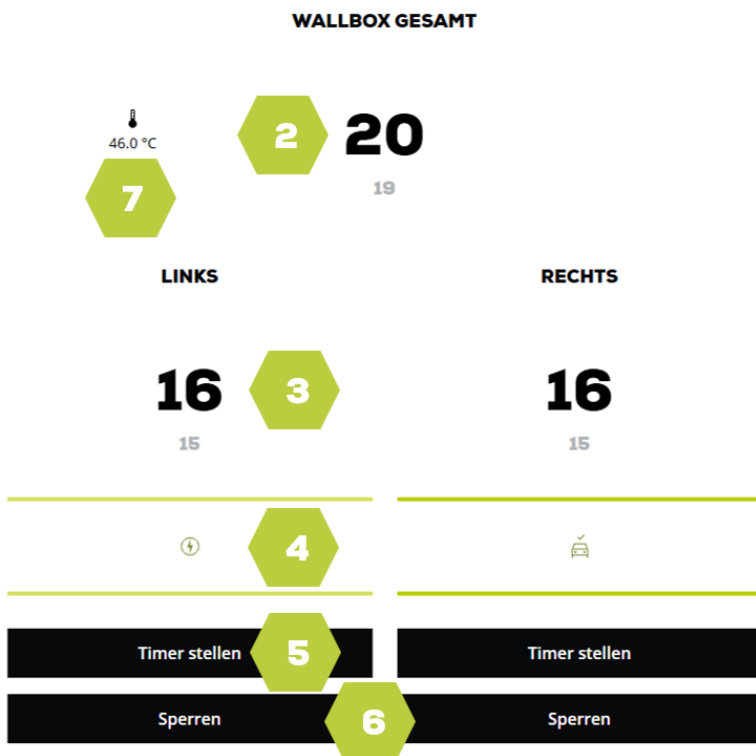 WALLBOX GESAMT
46.0 °C
2
20
7
19
LINKS
RECHTS
16
3
16
15
15
4
Timer stellen
5
Timer stellen
Sperren
6
Sperren